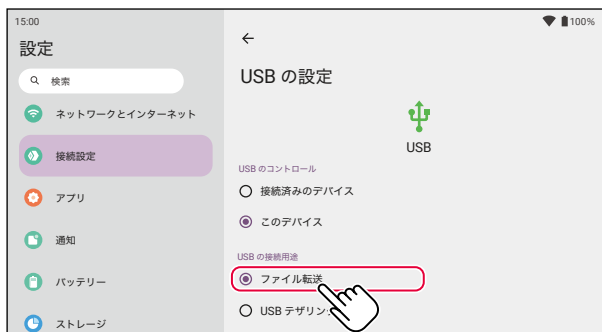 15:00
100%
設定
検索
ネットワークとインターネット
接続設定
アプリ
通知
バッテリー
ストレージ
USB の設定
USB
USB のコントロール
接続済みのデバイス
このデバイス
USB の接続用途
ファイル転送
USB テザリン